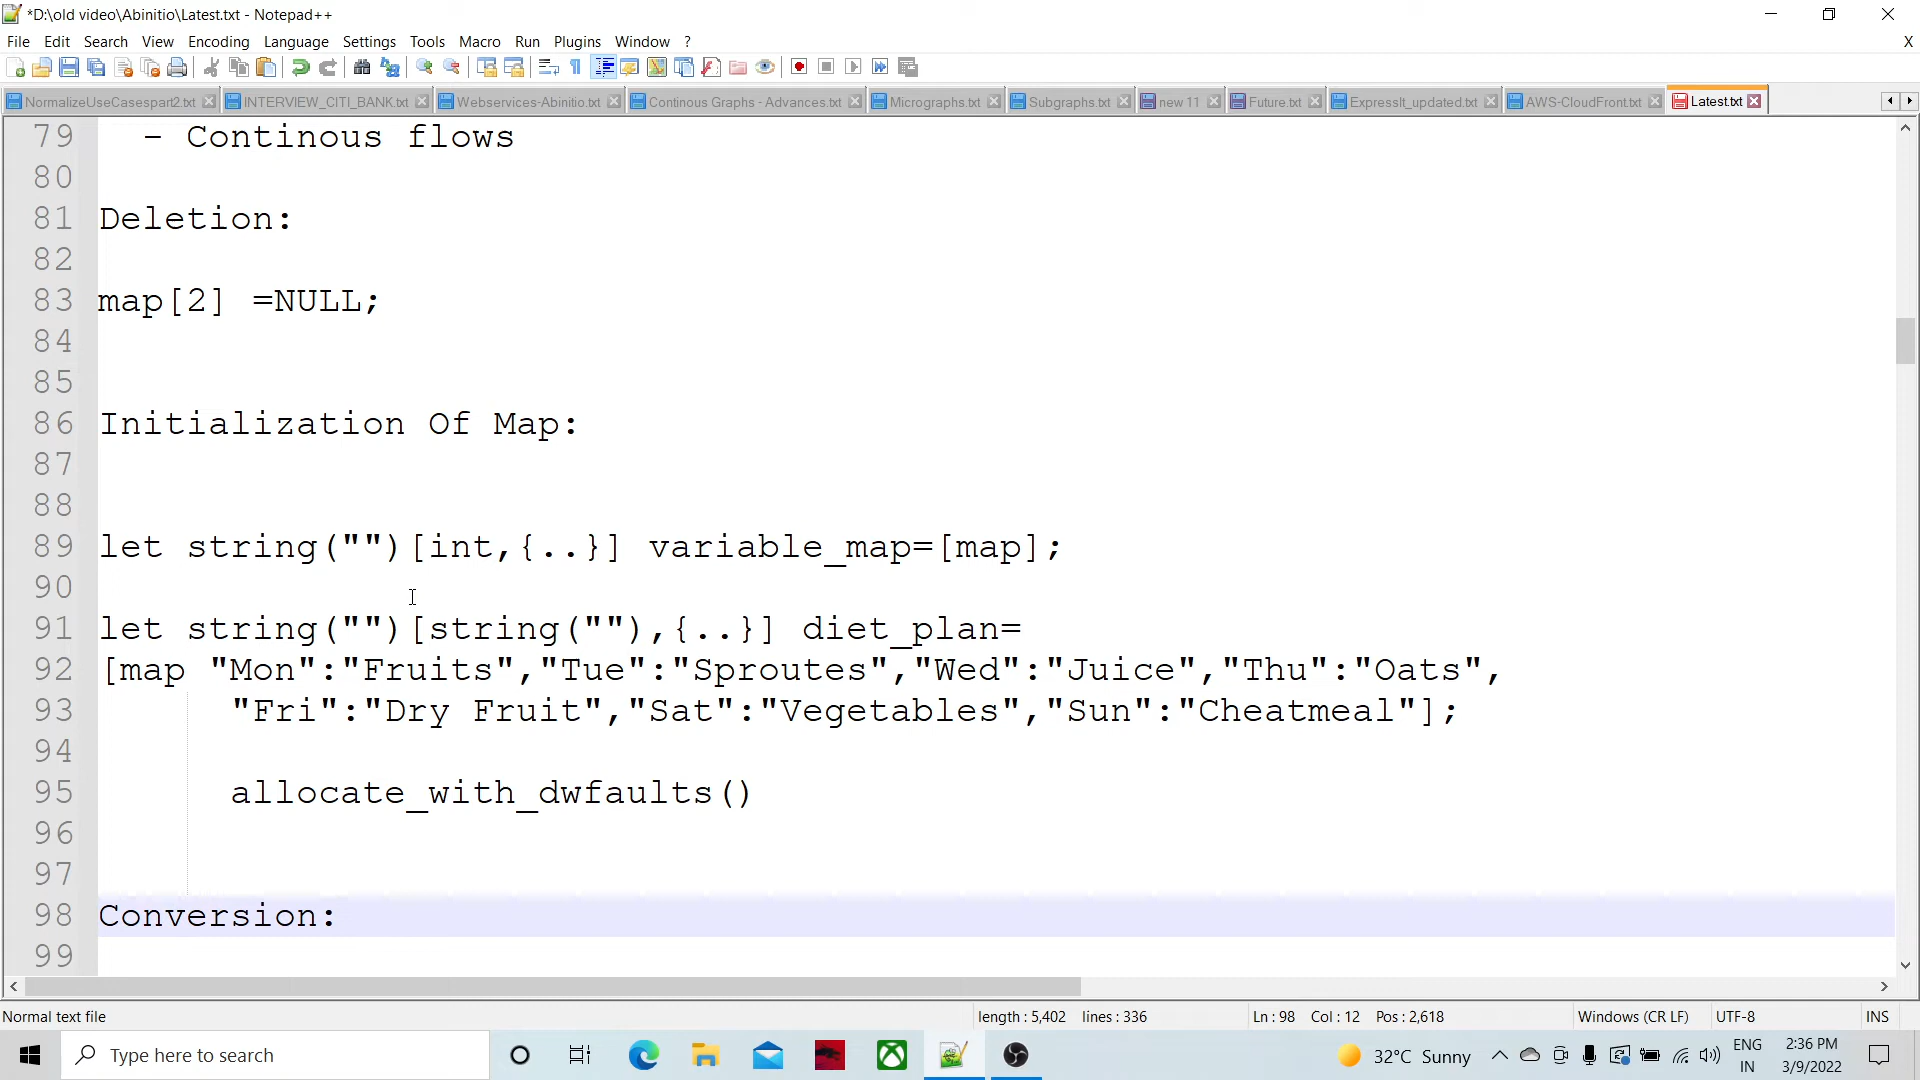 *D:\old video\Abinitio\Latest.txt - Notepad++
File Edit Search View Encoding Language Settings Tools Macro Run Plugins Window ? X
NormalizeUseCasespart2.txt INTERVIEW_CITI_BANK.txt Webservices-Abinitio.txt Continous Graphs - Advances.txt Micrographs.txt Subgraphs.txt new 11 Future.txt ExpressIt_updated.txt AWS-CloudFront.txt Latest.txt
79 - Continous flows
80
81 Deletion:
82
83 map[2] =NULL;
84
85
86 Initialization Of Map:
87
88
89 let string("")[int,{..}] variable_map=[map];
90
91 let string("")[string(""),{..}] diet_plan=
92 [map "Mon":"Fruits","Tue":"Sproutes","Wed":"Juice","Thu":"Oats",
93 "Fri":"Dry Fruit","Sat":"Vegetables","Sun":"Cheatmeal"];
94
95 allocate_with_dwfaults()
96
97
98 Conversion:
99
Normal text file length : 5,402 lines : 336 Ln : 98 Col : 12 Pos : 2,618 Windows (CR LF) UTF-8 INS
Type here to search 32°C Sunny ENG 2:36 PM
IN 3/9/2022